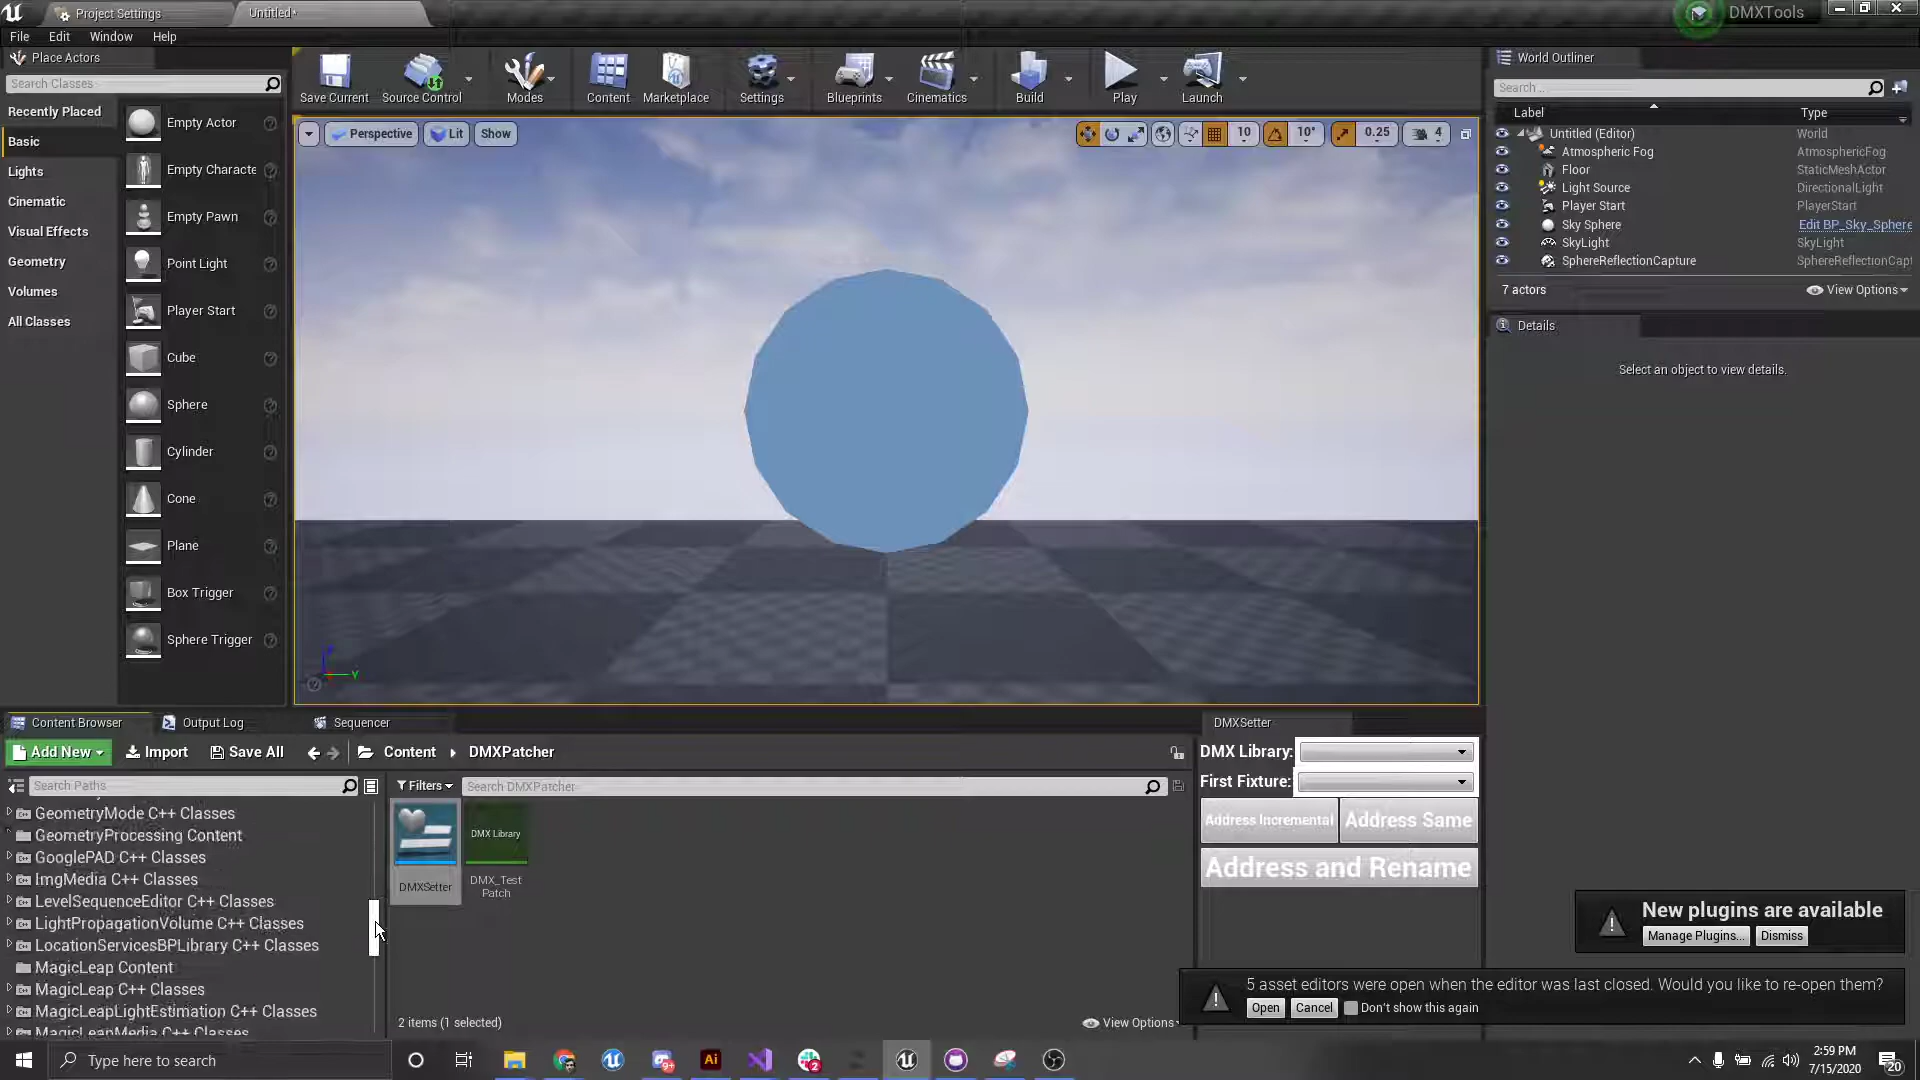 Project Settings
Untitled*
DMXTools
File Edit Window Help
Place Actors
Search Classes
Recently Placed
Basic
Lights
Cinematic
Visual Effects
Geometry
Volumes
All Classes
Empty Actor
Empty Characte
Empty Pawn
Point Light
Player Start
Cube
Sphere
Cylinder
Cone
Plane
Box Trigger
Sphere Trigger
Save Current
Source Control
Modes
Content
Marketplace
Settings
Blueprints
Cinematics
Build
Play
Launch
Perspective
Lit
Show
10
10°
0.25
4
Y
World Outliner
Search...
Label Type
Untitled (Editor) World
Atmospheric Fog AtmosphericFog
Floor StaticMeshActor
Light Source DirectionalLight
Player Start PlayerStart
Sky Sphere Edit BP_Sky_Sphere
SkyLight SkyLight
SphereReflectionCapture SphereReflectionCapt
7 actors
View Options
Details
Select an object to view details.
Content Browser
Output Log
Sequencer
Add New
Import
Save All
Content
DMXPatcher
Search Paths
Filters
Search DMXPatcher
GeometryMode C++ Classes
GeometryProcessing Content
GooglePAD C++ Classes
ImgMedia C++ Classes
LevelSequenceEditor C++ Classes
LightPropagationVolume C++ Classes
LocationServicesBPLibrary C++ Classes
MagicLeap Content
MagicLeap C++ Classes
MagicLeapLightEstimation C++ Classes
MagicLeapMedia C++ Classes
DMXSetter
DMX Library
DMX_Test
Patch
2 items (1 selected)
View Options
DMXSetter
DMX Library:
First Fixture:
Address Incremental
Address Same
Address and Rename
New plugins are available
Manage Plugins...
Dismiss
5 asset editors were open when the editor was last closed. Would you like to re-open them?
Open
Cancel
Don't show this again
Type here to search
9+
Ai
2
2:59 PM
7/15/2020
20